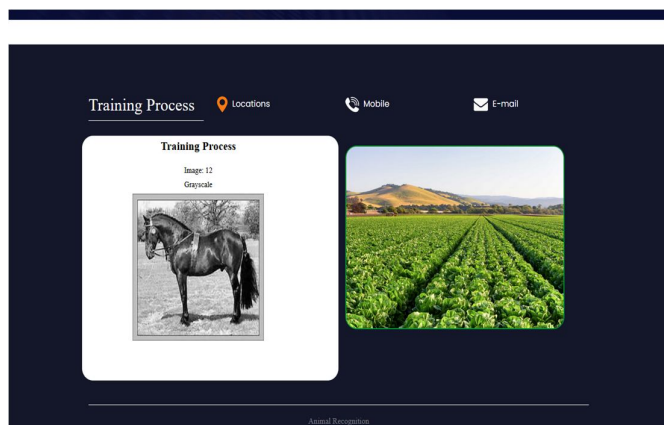 Training Process
Locations
Mobile
E-mail
Training Process
Image: 12
Grayscale
Animal Recognition